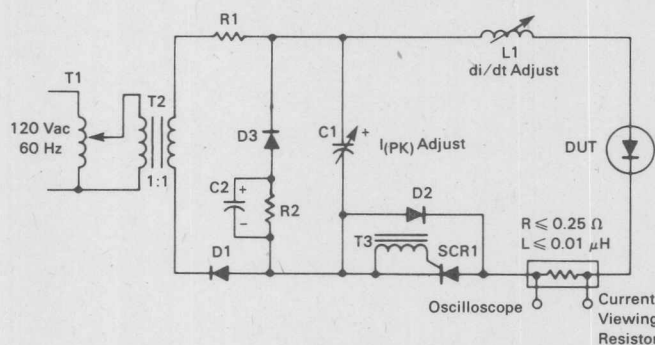 R1
L1
di/dt Adjust
T1
T2
120 Vac
60 Hz
1:1
D3
C1
+
I(PK) Adjust
DUT
C2
+
−
R2
D2
T3
SCR1
D1
R ≤ 0.25 Ω
L ≤ 0.01 μH
Oscilloscope
Current
Viewing
Resistor